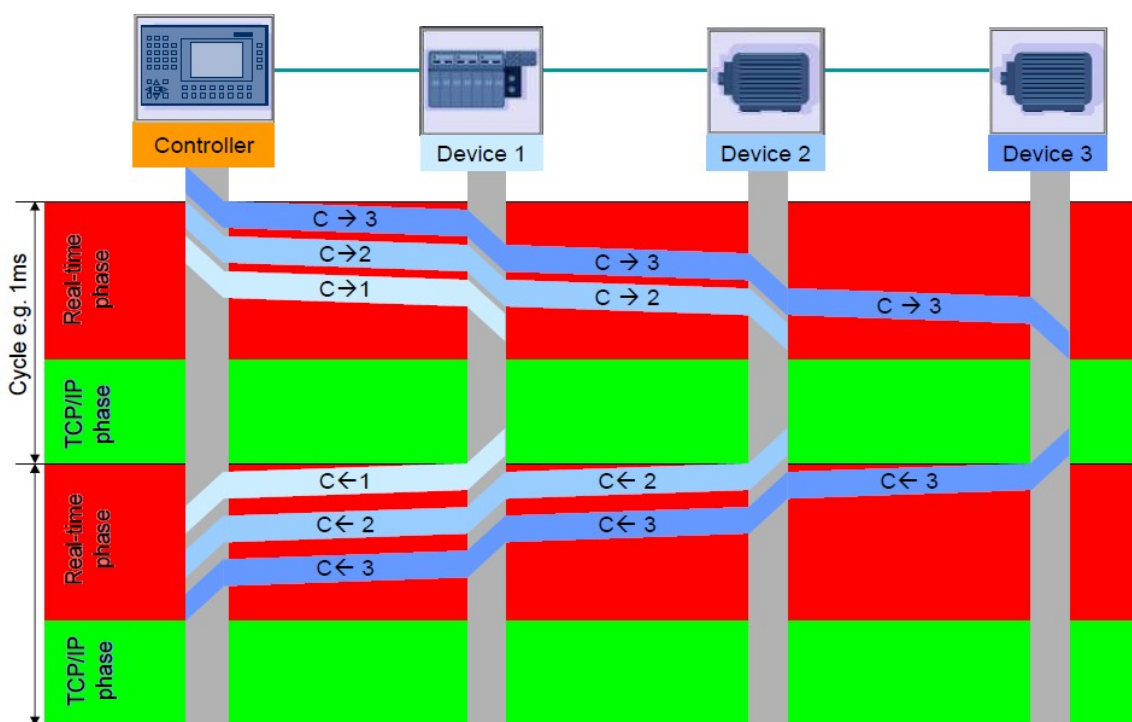 Controller
Device 1
Device 2
Device 3
Cycle e.g. 1ms
Real-time
phase
C → 3
C→2
C→1
C → 3
C → 2
C → 3
TCP/IP
phase
Real-time
phase
C← 1
C← 2
C← 3
C← 2
C← 3
C← 3
TCP/IP
phase